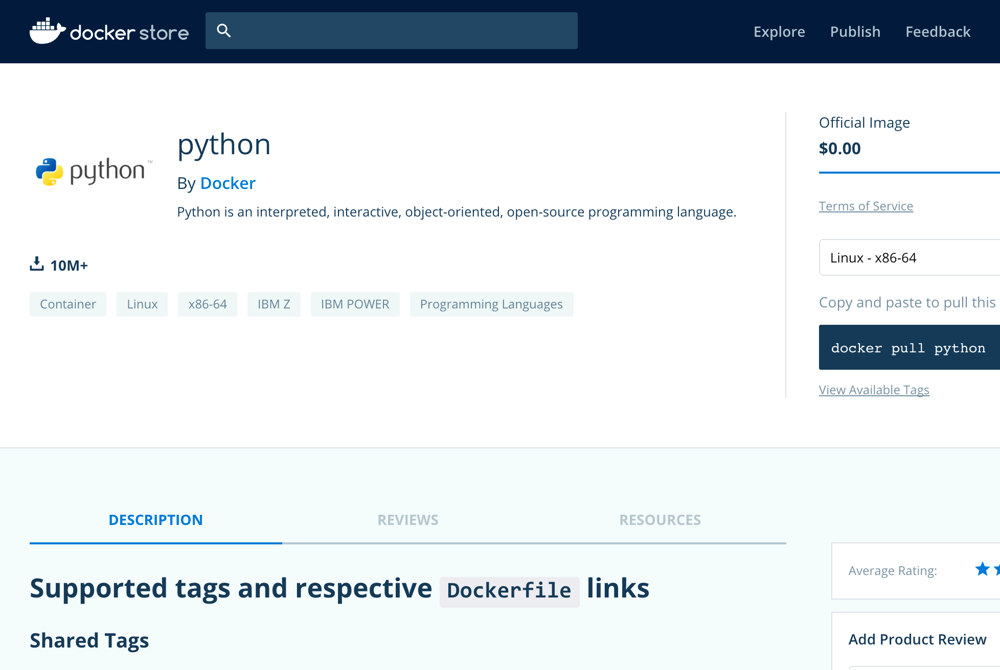 docker store
Explore
Publish
Feedback
python™
python
By Docker
Python is an interpreted, interactive, object-oriented, open-source programming language.
10M+
Container
Linux
x86-64
IBM Z
IBM POWER
Programming Languages
Official Image
$0.00
Terms of Service
Linux - x86-64
Copy and paste to pull this
docker pull python
View Available Tags
DESCRIPTION
REVIEWS
RESOURCES
Supported tags and respective Dockerfile links
Shared Tags
Average Rating:
Add Product Review